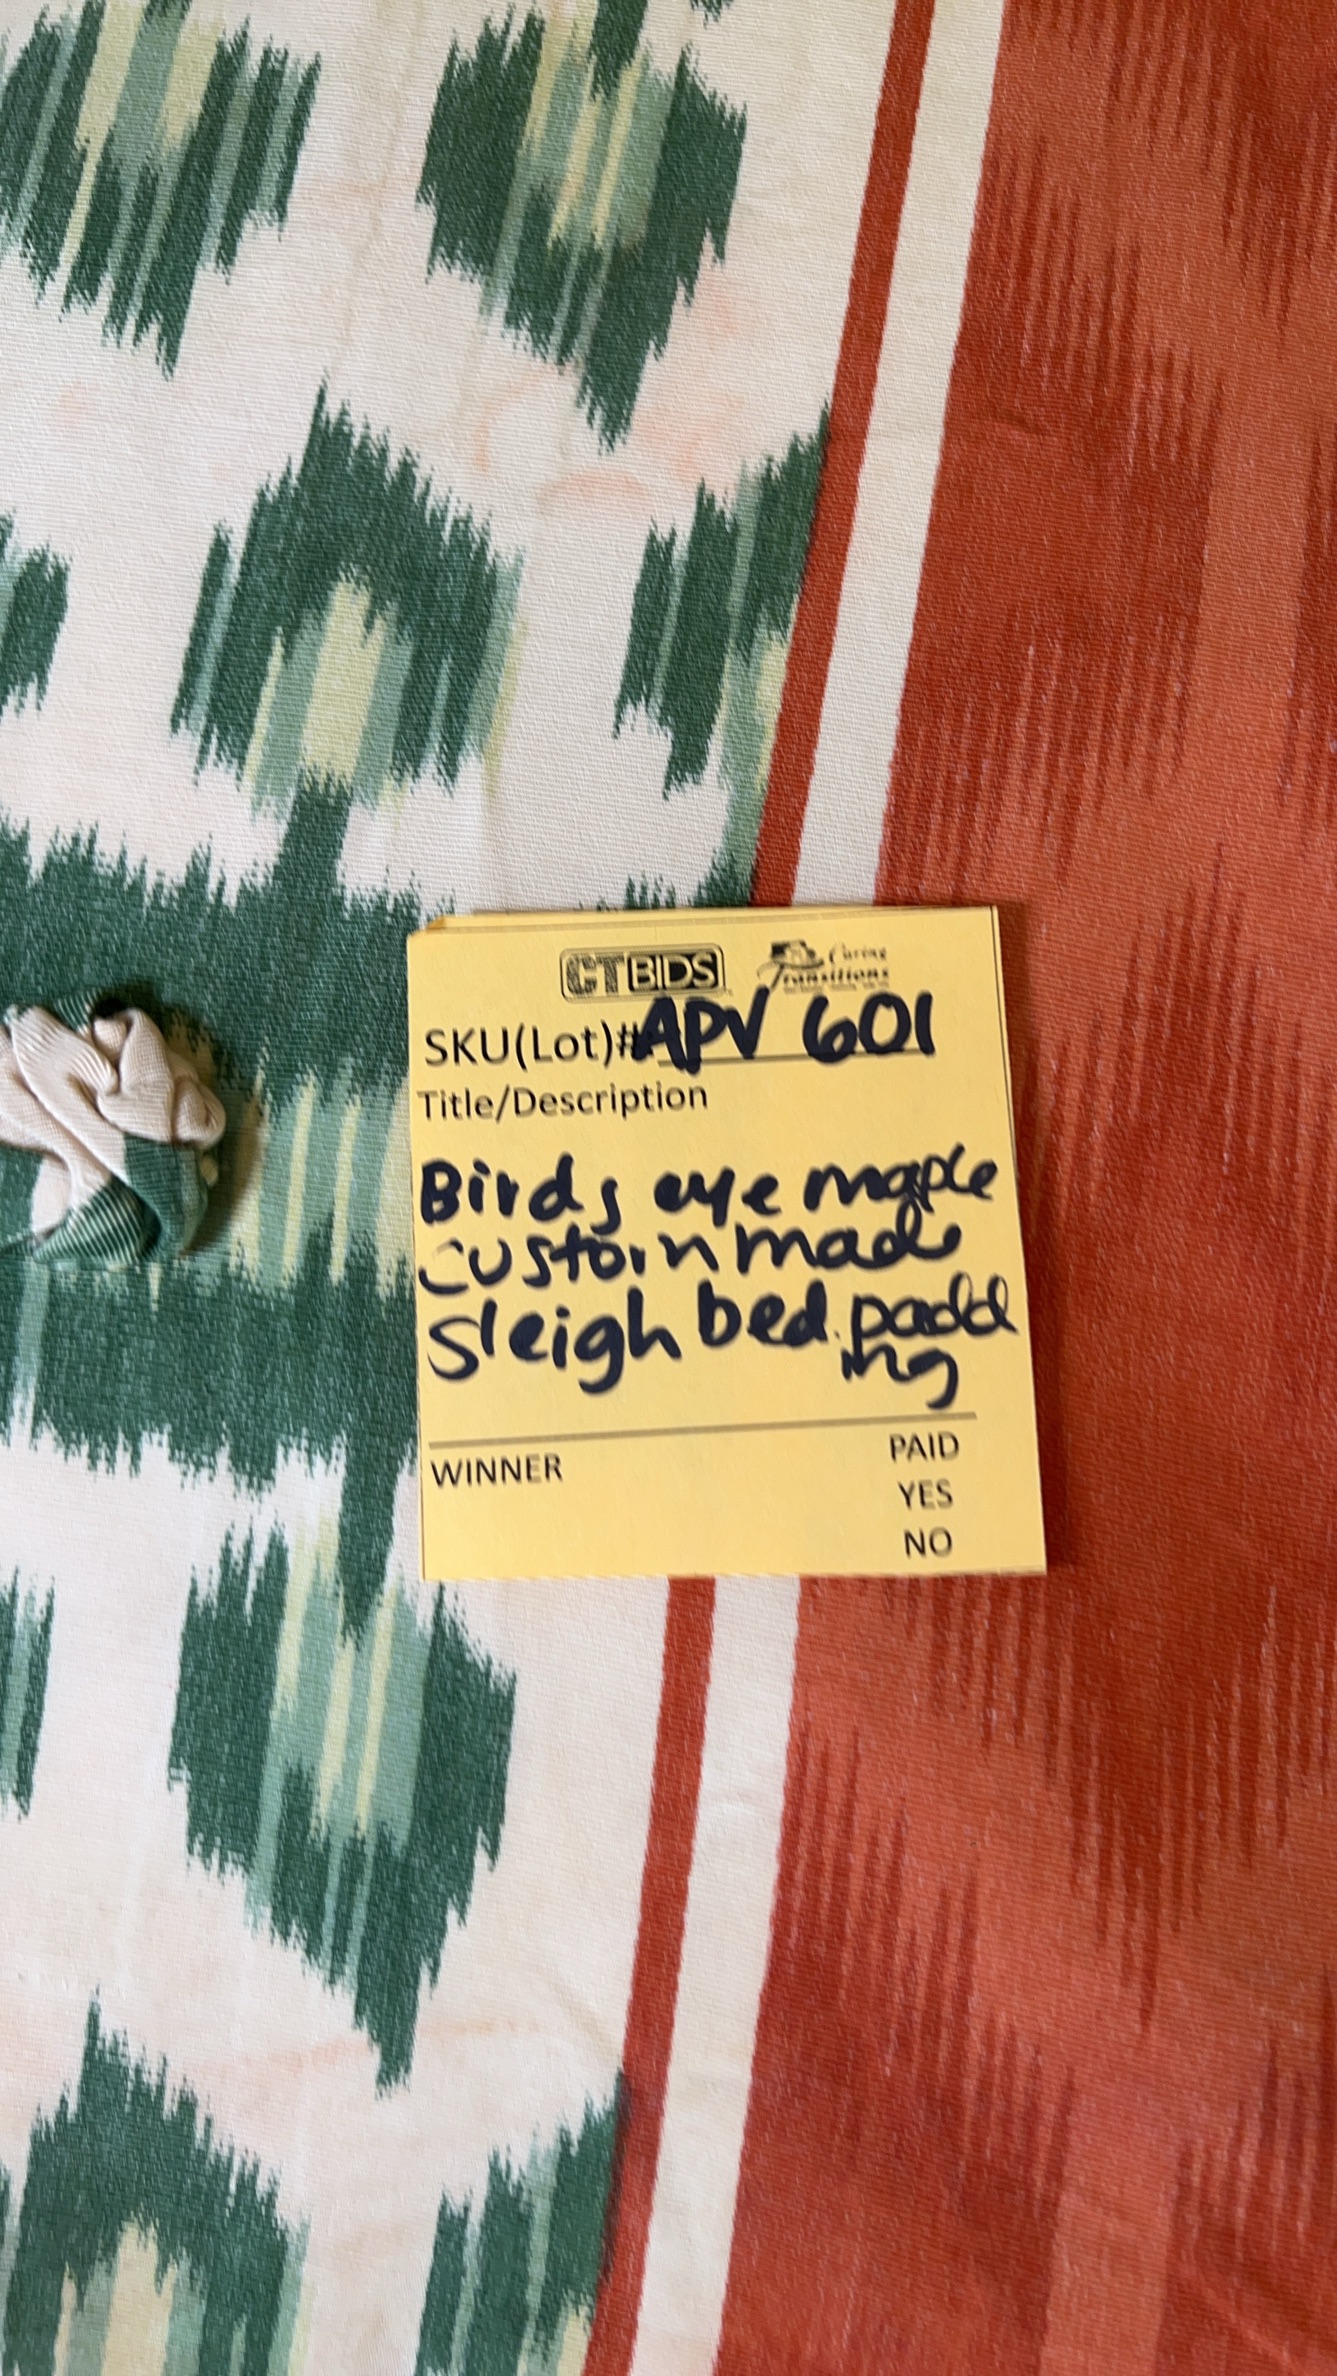 CTBIDS Caring Transitions
SKU(Lot)# APV 601
Title/Description
Birds eye maple
custom made
sleigh bed. padd
ing
WINNER PAID
YES
NO